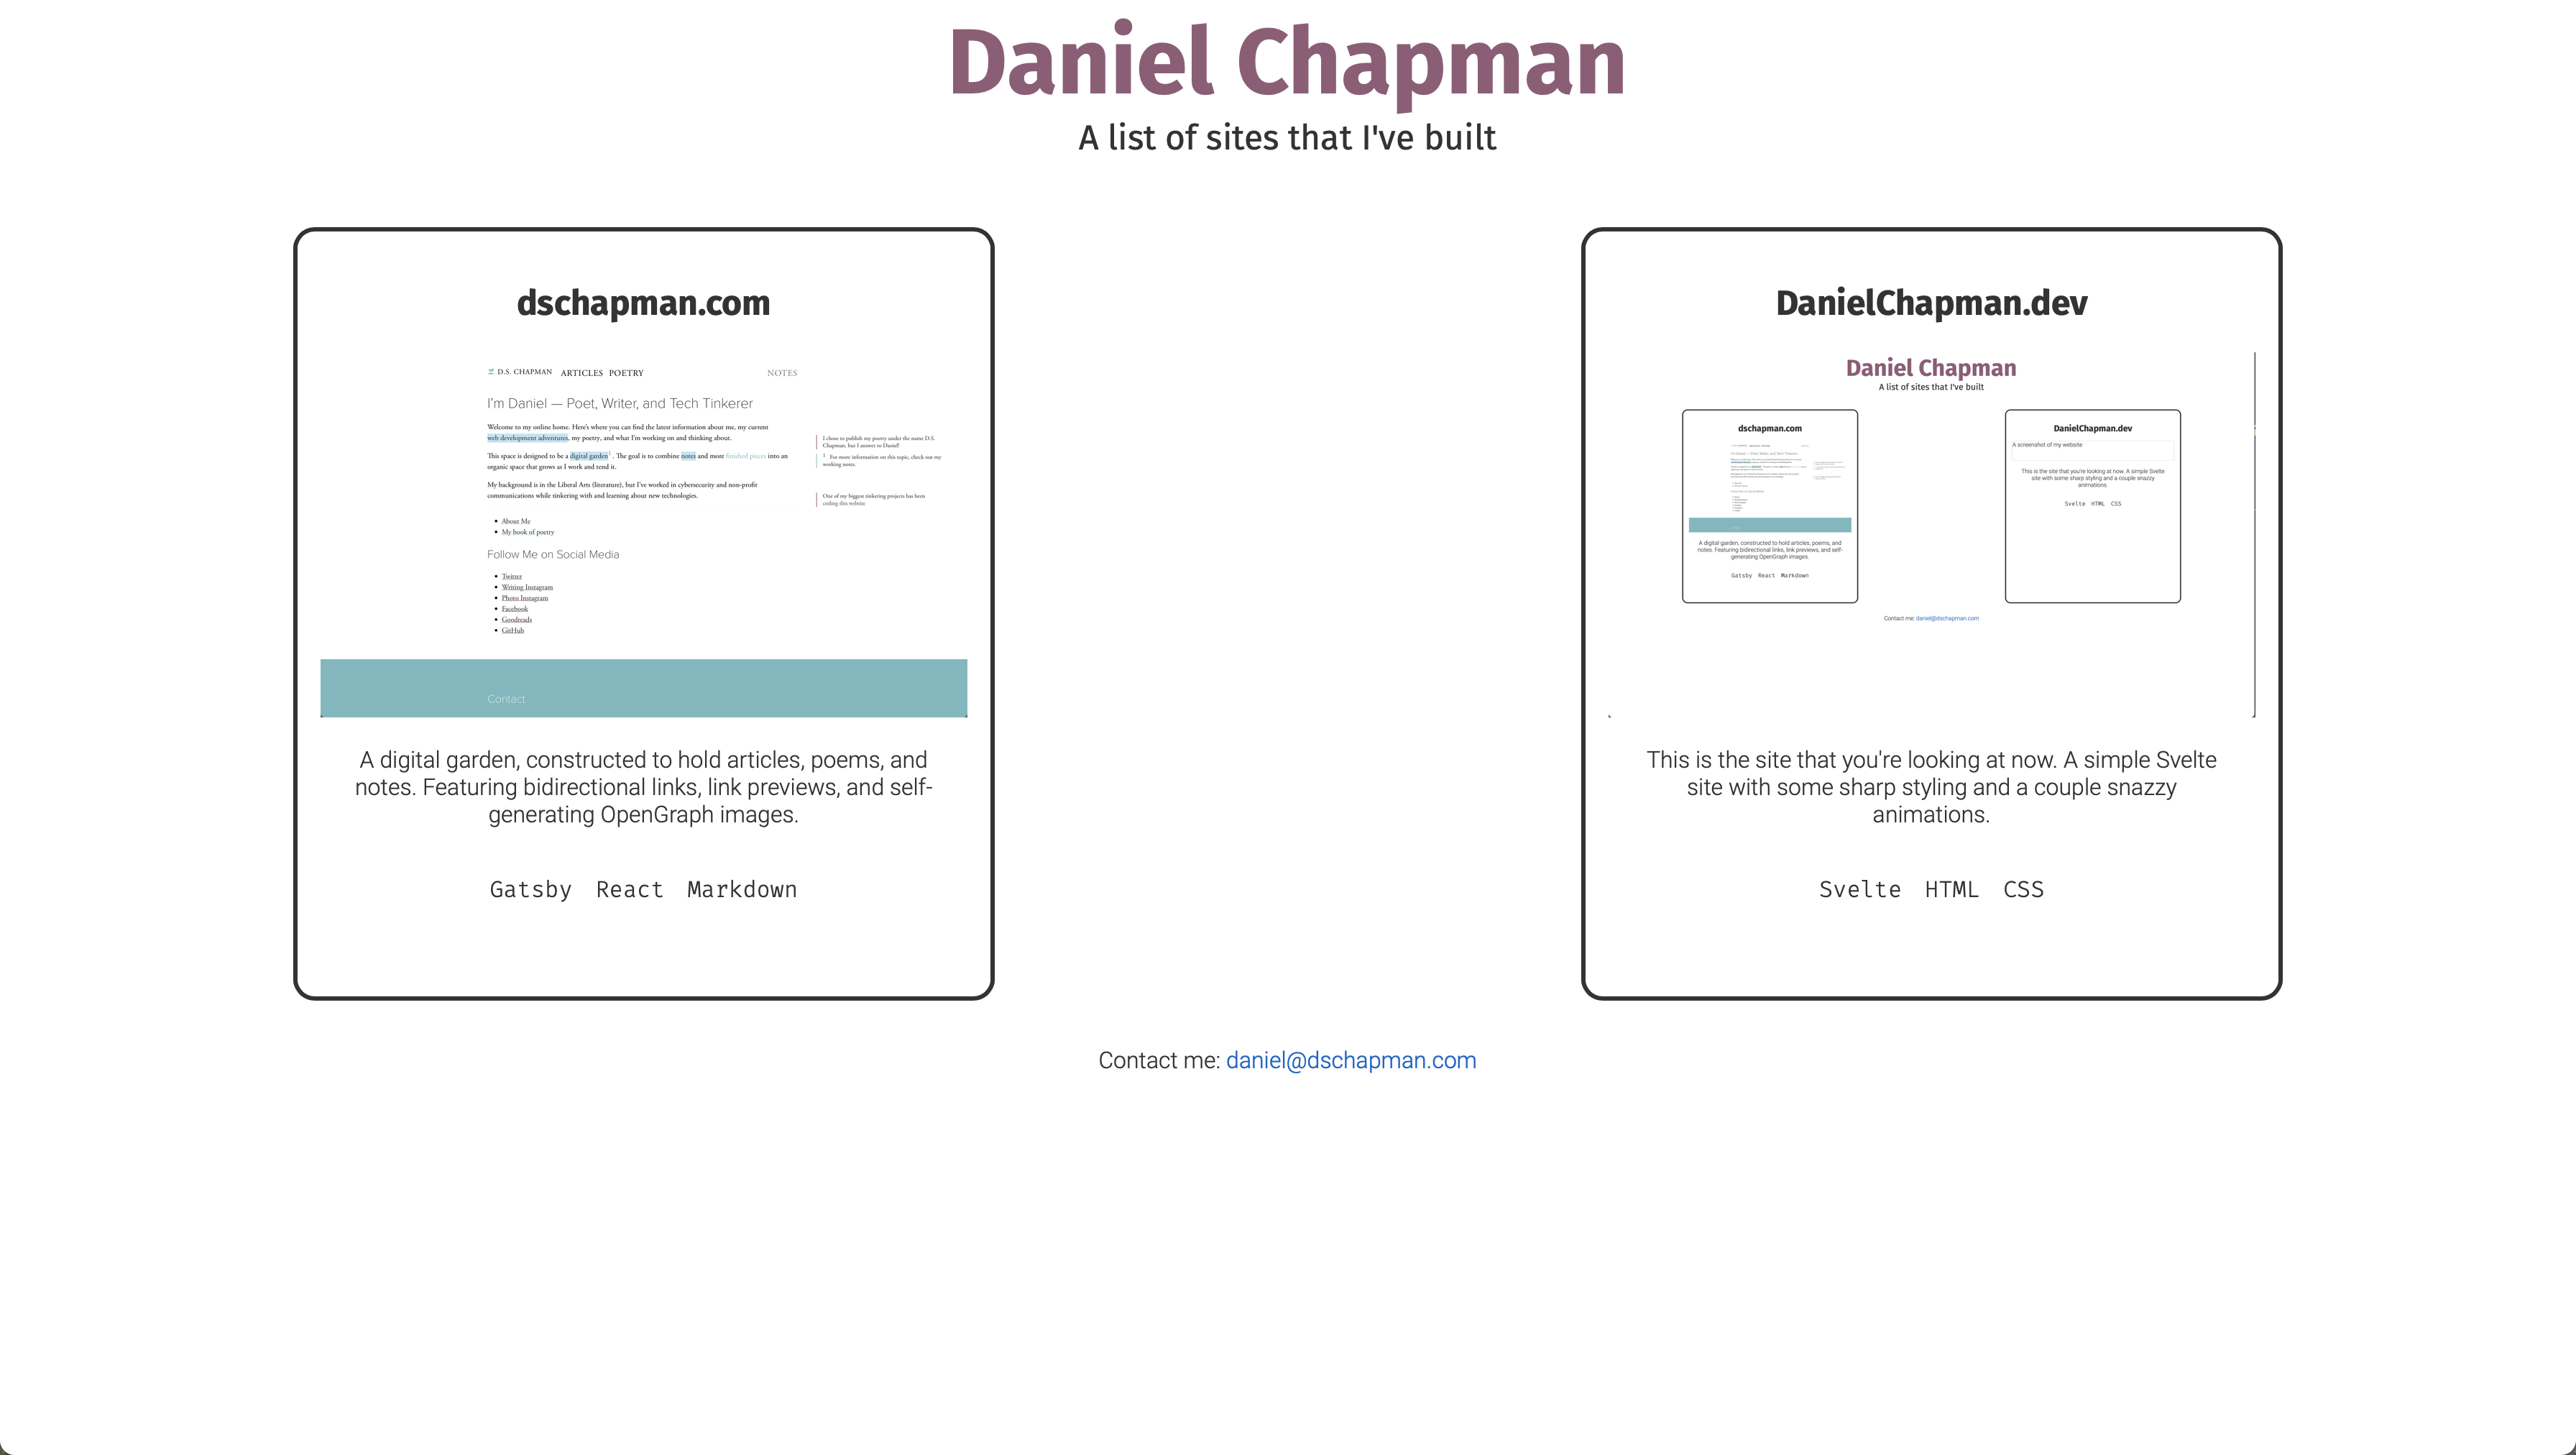 Daniel Chapman
A list of sites that I've built
dschapman.com
D.S. CHAPMAN ARTICLES POETRY NOTES
I'm Daniel — Poet, Writer, and Tech Tinkerer
Welcome to my online home. Here's where you can find the latest information about me, my current
web development adventures, my poetry, and what I'm working on and thinking about.
This space is designed to be a digital garden1 . The goal is to combine notes and more finished pieces into an
organic space that grows as I work and tend it.
My background is in the Liberal Arts (literature), but I've worked in cybersecurity and non-profit
communications while tinkering with and learning about new technologies.
I chose to publish my poetry under the name D.S.
Chapman, but I answer to Daniel!
1 For more information on this topic, check out my
working notes.
One of my biggest tinkering projects has been
coding this website
About Me
My book of poetry
Follow Me on Social Media
Twitter
Writing Instagram
Photo Instagram
Facebook
Goodreads
GitHub
Contact
A digital garden, constructed to hold articles, poems, and
notes. Featuring bidirectional links, link previews, and self-
generating OpenGraph images.
Gatsby React Markdown
DanielChapman.dev
Daniel Chapman
A list of sites that I've built
dschapman.com
A digital garden, constructed to hold articles, poems, and
notes. Featuring bidirectional links, link previews, and self-
generating OpenGraph images.
Gatsby React Markdown
DanielChapman.dev
A screenshot of my website
This is the site that you're looking at now. A simple Svelte
site with some sharp styling and a couple snazzy
animations.
Svelte HTML CSS
Contact me: daniel@dschapman.com
This is the site that you're looking at now. A simple Svelte
site with some sharp styling and a couple snazzy
animations.
Svelte HTML CSS
Contact me: daniel@dschapman.com